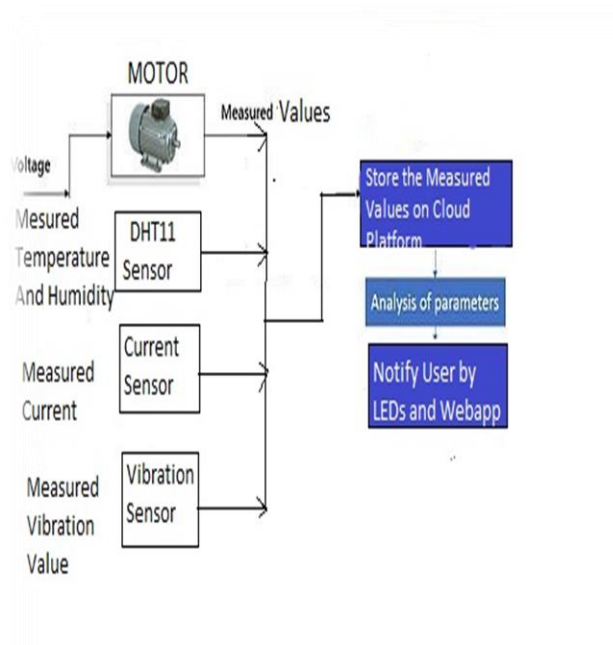 MOTOR
Measured Values
Voltage
Mesured
Temperature
And Humidity
DHT11
Sensor
Measured
Current
Current
Sensor
Measured
Vibration
Value
Vibration
Sensor
Store the Measured
Values on Cloud
Platform
Analysis of parameters
Notify User by
LEDs and Webapp